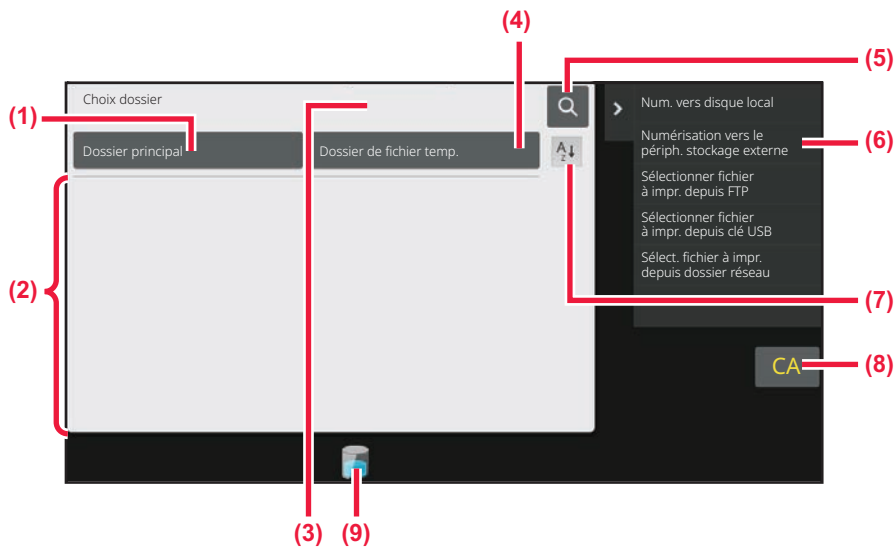 (4)
(5)
Choix dossier
Num. vers disque local
(1)
Numérisation vers le
périph. stockage externe
(6)
Dossier principal
Dossier de fichier temp.
A
Z
Sélectionner fichier
à impr. depuis FTP
Sélectionner fichier
à impr. depuis clé USB
(2)
Sélect. fichier à impr.
depuis dossier réseau
(7)
CA
(8)
(3)
(9)